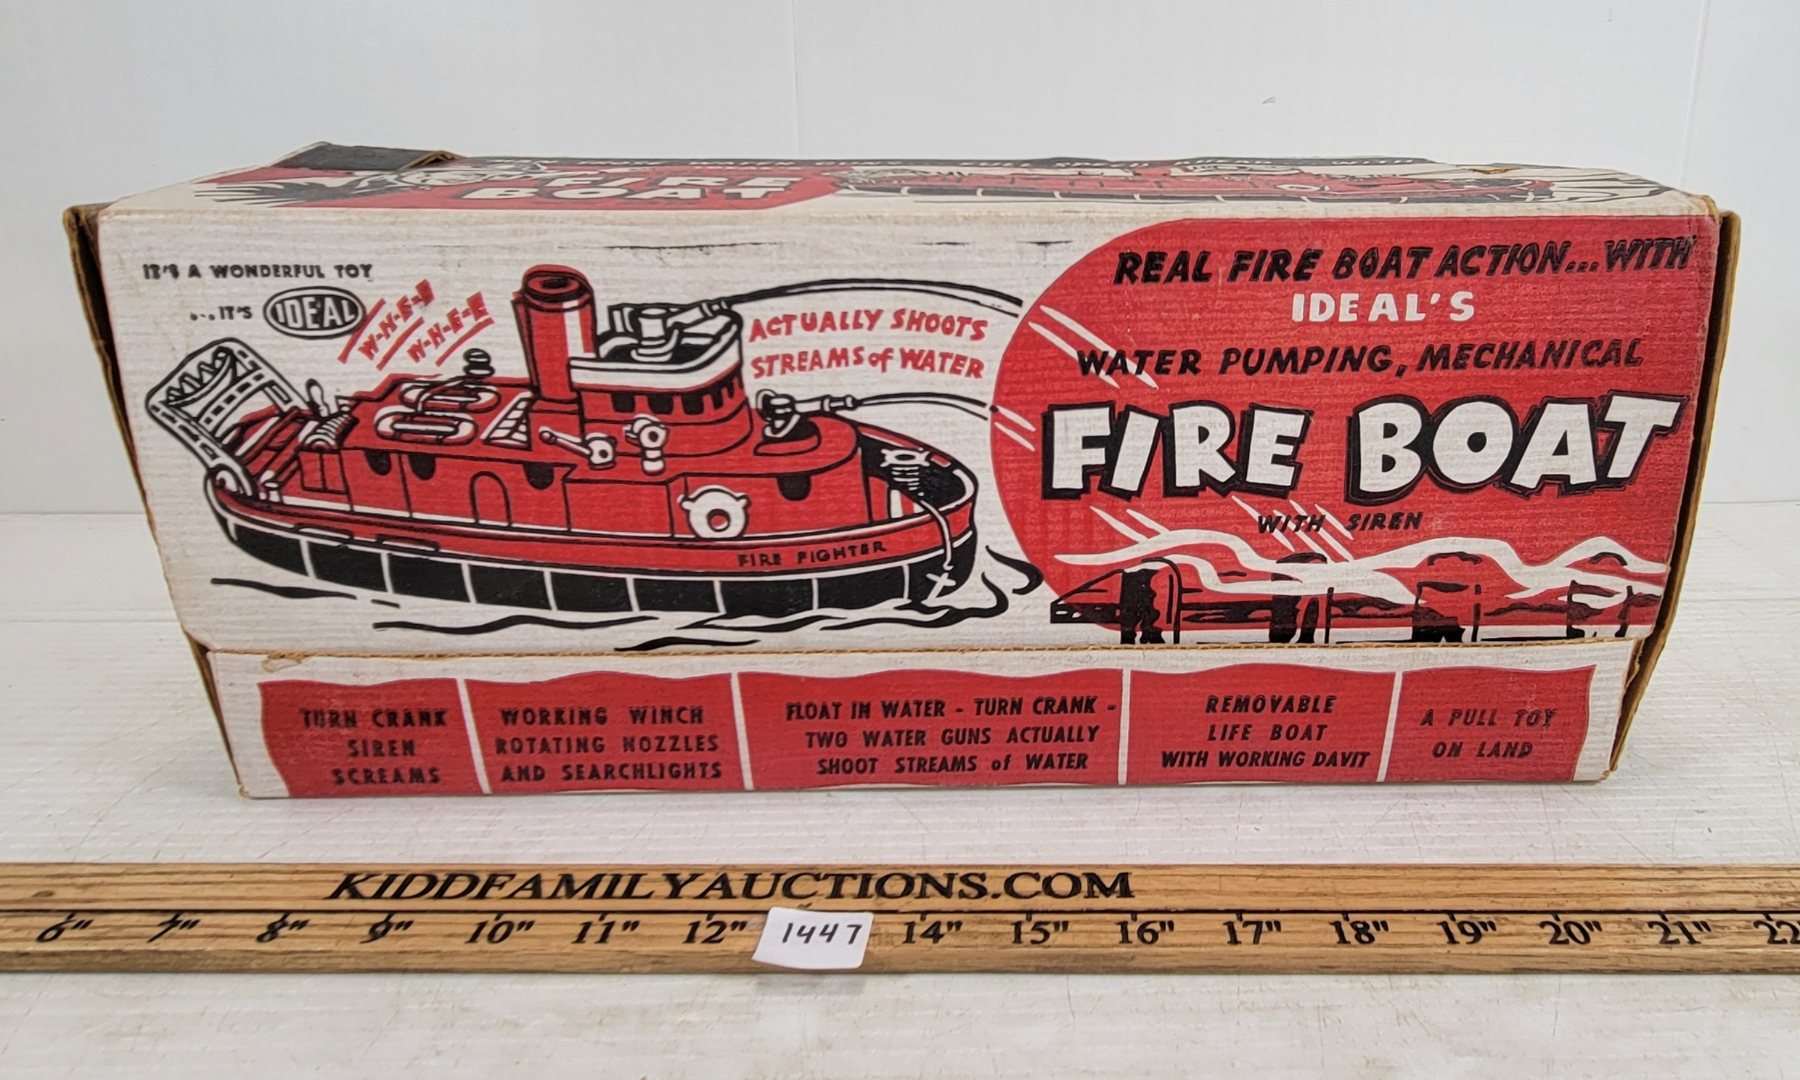 FIRE
BOAT
IT'S A WONDERFUL TOY
...IT'S IDEAL
W-H-E-E
W-H-E-E
ACTUALLY SHOOTS
STREAMS of WATER
FIRE FIGHTER
REAL FIRE BOAT ACTION...WITH
IDEAL'S
WATER PUMPING, MECHANICAL
FIRE BOAT
WITH SIREN
TURN CRANK
SIREN
SCREAMS
WORKING WINCH
ROTATING NOZZLES
AND SEARCHLIGHTS
FLOAT IN WATER - TURN CRANK -
TWO WATER GUNS ACTUALLY
SHOOT STREAMS of WATER
REMOVABLE
LIFE BOAT
WITH WORKING DAVIT
A PULL TOY
ON LAND
KIDDFAMILYAUCTIONS.COM
6" 7" 8" 9" 10" 11" 12" 1447 14" 15" 16" 17" 18" 19" 20" 21" 22